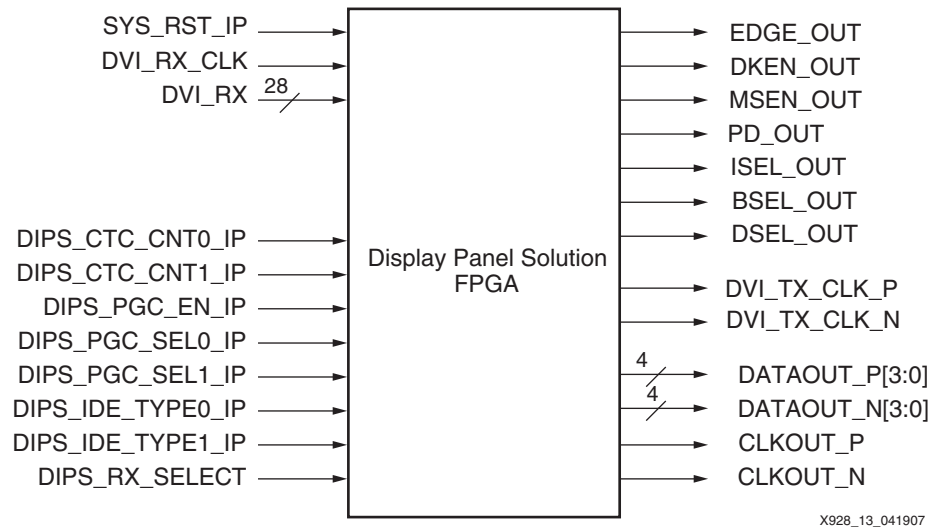 SYS_RST_IP
DVI_RX_CLK
DVI_RX
28
DIPS_CTC_CNT0_IP
DIPS_CTC_CNT1_IP
DIPS_PGC_EN_IP
DIPS_PGC_SEL0_IP
DIPS_PGC_SEL1_IP
DIPS_IDE_TYPE0_IP
DIPS_IDE_TYPE1_IP
DIPS_RX_SELECT
Display Panel Solution
FPGA
EDGE_OUT
DKEN_OUT
MSEN_OUT
PD_OUT
ISEL_OUT
BSEL_OUT
DSEL_OUT
DVI_TX_CLK_P
DVI_TX_CLK_N
4
DATAOUT_P[3:0]
4
DATAOUT_N[3:0]
CLKOUT_P
CLKOUT_N
X928_13_041907